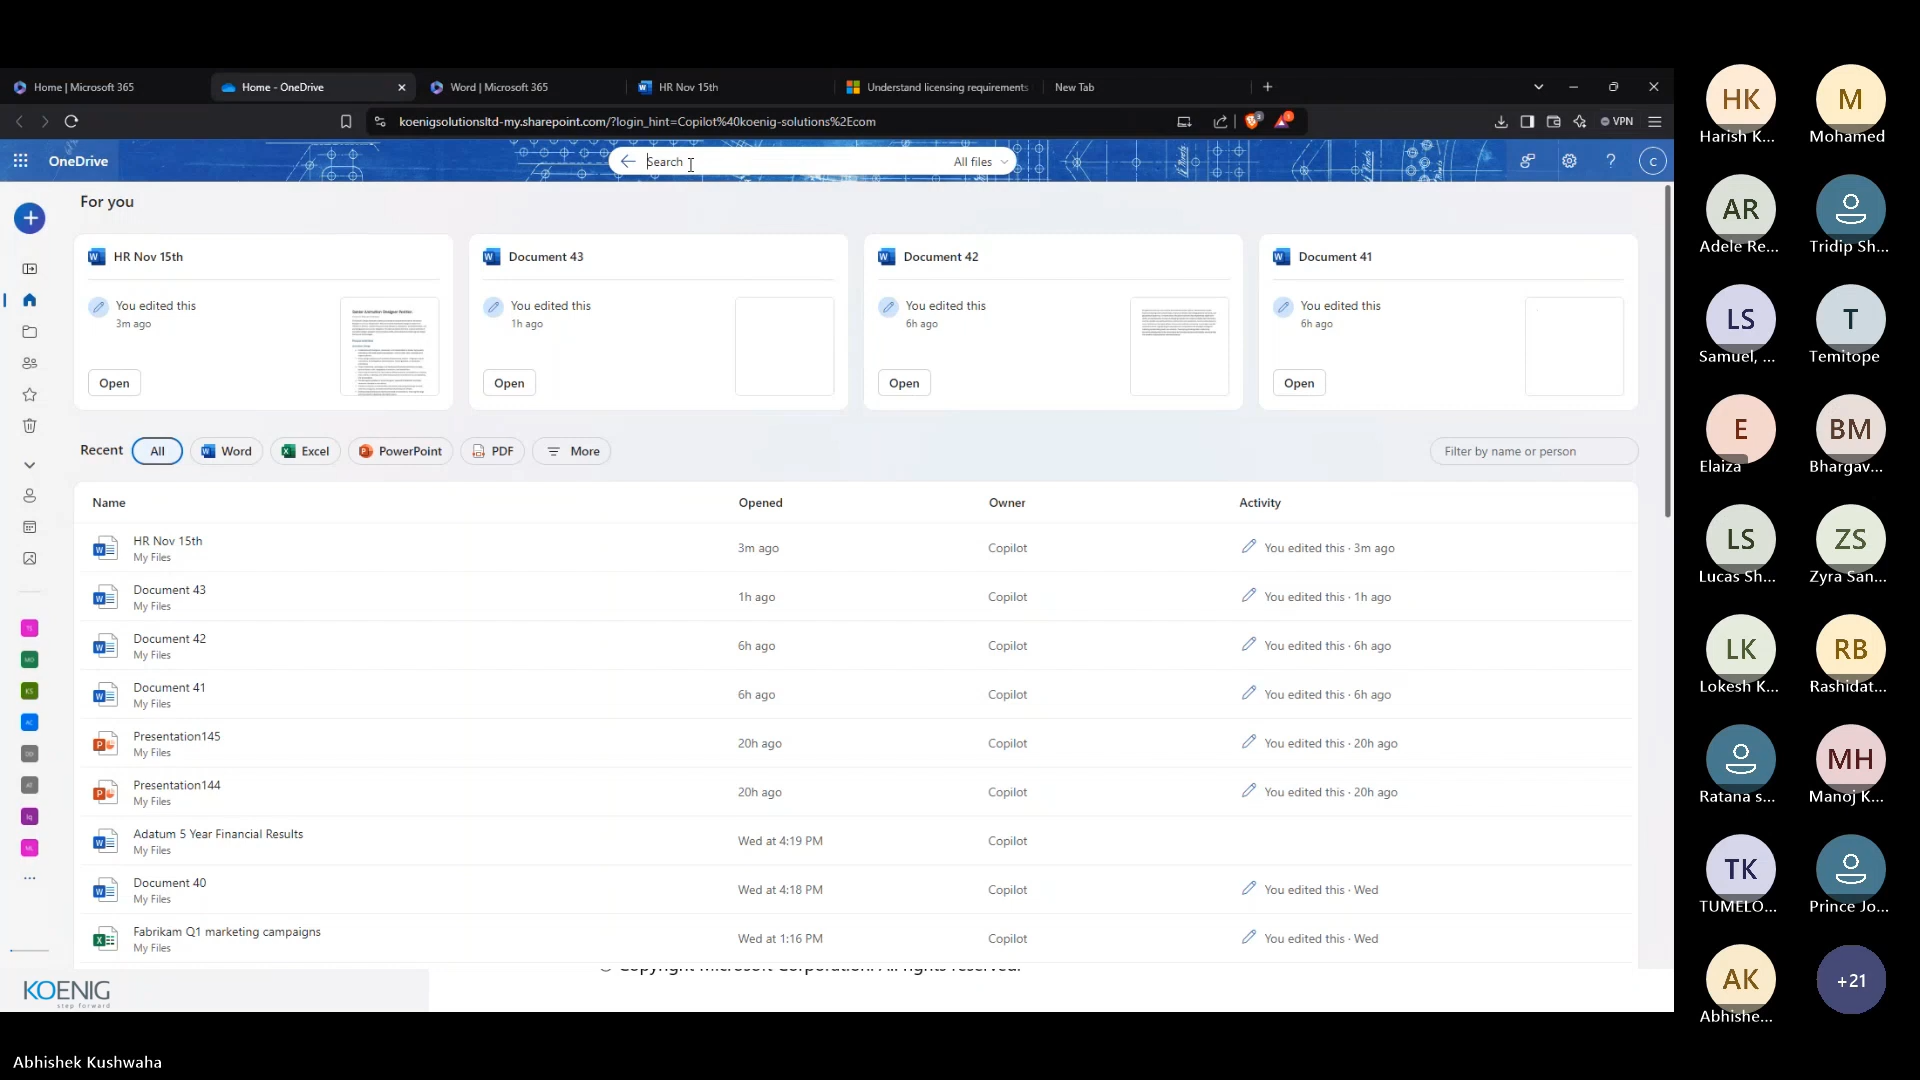 Home | Microsoft 365
Home - OneDrive
Word | Microsoft 365
HR Nov 15th
Understand licensing requirements
New Tab
koenigsolutionsltd-my.sharepoint.com/?login_hint=Copilot%40koenig-solutions%2Ecom
VPN
OneDrive
Search
All files
C
For you
HR Nov 15th
You edited this
3m ago
Open
Document 43
You edited this
1h ago
Open
Document 42
You edited this
6h ago
Open
Document 41
You edited this
6h ago
Open
Recent
All
Word
Excel
PowerPoint
PDF
More
Filter by name or person
Name Opened Owner Activity
HR Nov 15th
My Files
3m ago Copilot You edited this · 3m ago
Document 43
My Files
1h ago Copilot You edited this · 1h ago
Document 42
My Files
6h ago Copilot You edited this · 6h ago
Document 41
My Files
6h ago Copilot You edited this · 6h ago
Presentation145
My Files
20h ago Copilot You edited this · 20h ago
Presentation144
My Files
20h ago Copilot You edited this · 20h ago
Adatum 5 Year Financial Results
My Files
Wed at 4:19 PM Copilot
Document 40
My Files
Wed at 4:18 PM Copilot You edited this · Wed
Fabrikam Q1 marketing campaigns
My Files
Wed at 1:16 PM Copilot You edited this · Wed
© Copyright Microsoft Corporation. All rights reserved.
KOENIG
step forward
Abhishek Kushwaha
HK
Harish K...
M
Mohamed
AR
Adele Re...
Tridip Sh...
LS
Samuel, ...
T
Temitope
E
Elaiza
BM
Bhargav...
LS
Lucas Sh...
ZS
Zyra San...
LK
Lokesh K...
RB
Rashidat...
Ratana s...
MH
Manoj K...
TK
TUMELO...
Prince Jo...
AK
Abhishe...
+21